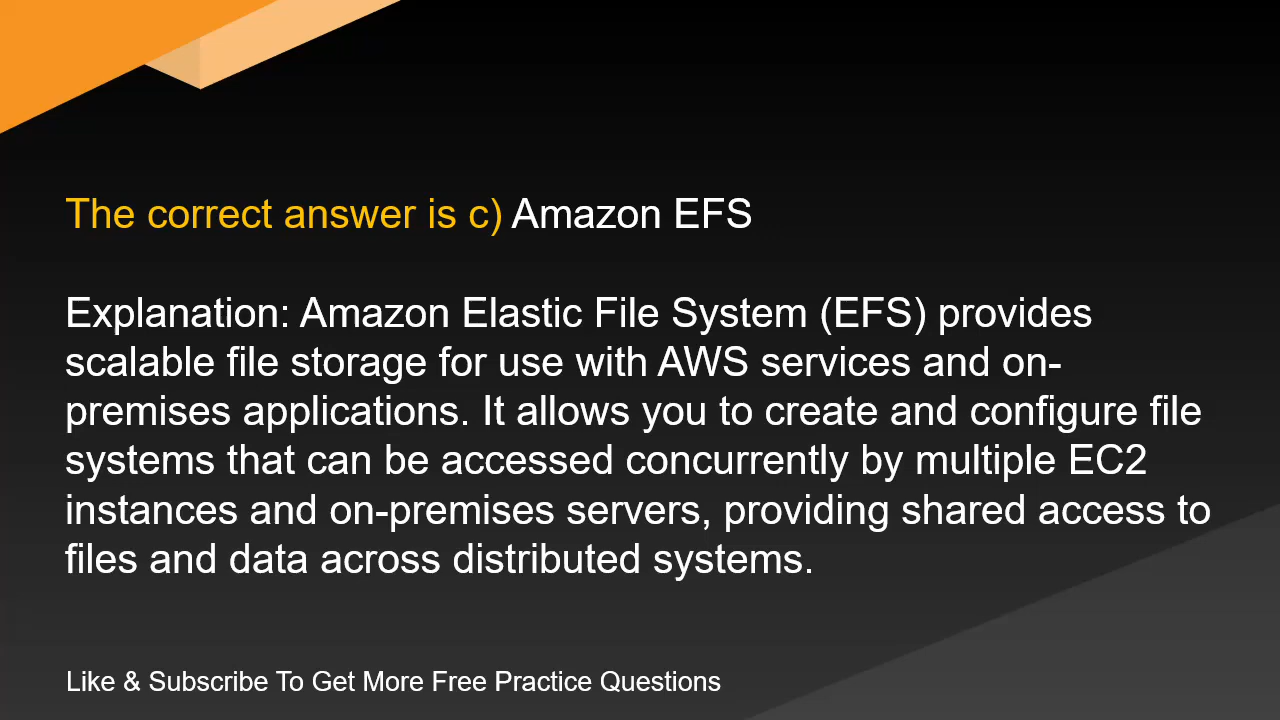 The correct answer is c) Amazon EFS
Explanation: Amazon Elastic File System (EFS) provides
scalable file storage for use with AWS services and on-
premises applications. It allows you to create and configure file
systems that can be accessed concurrently by multiple EC2
instances and on-premises servers, providing shared access to
files and data across distributed systems.
Like & Subscribe To Get More Free Practice Questions